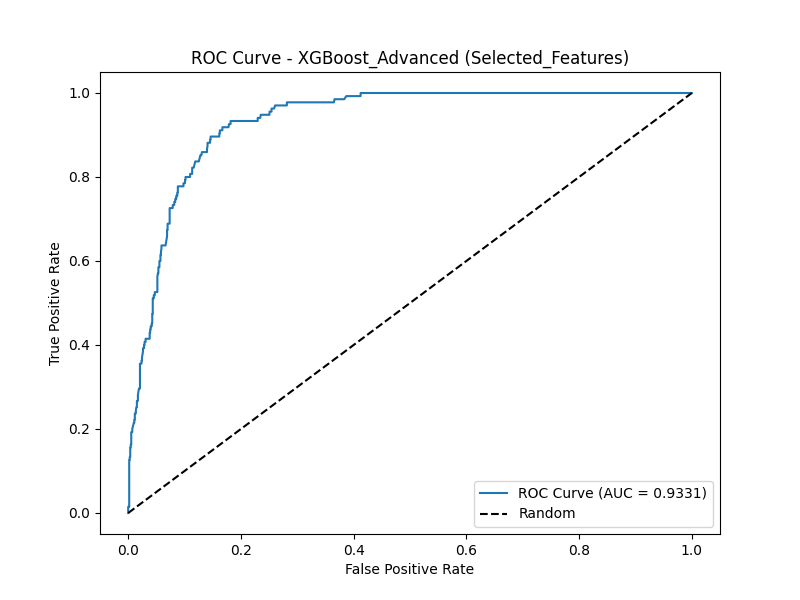 ROC Curve - XGBoost_Advanced (Selected_Features)
True Positive Rate
1.0
0.8
0.6
0.4
0.2
0.0
ROC Curve (AUC = 0.9331)
Random
0.0 0.2 0.4 0.6 0.8 1.0
False Positive Rate